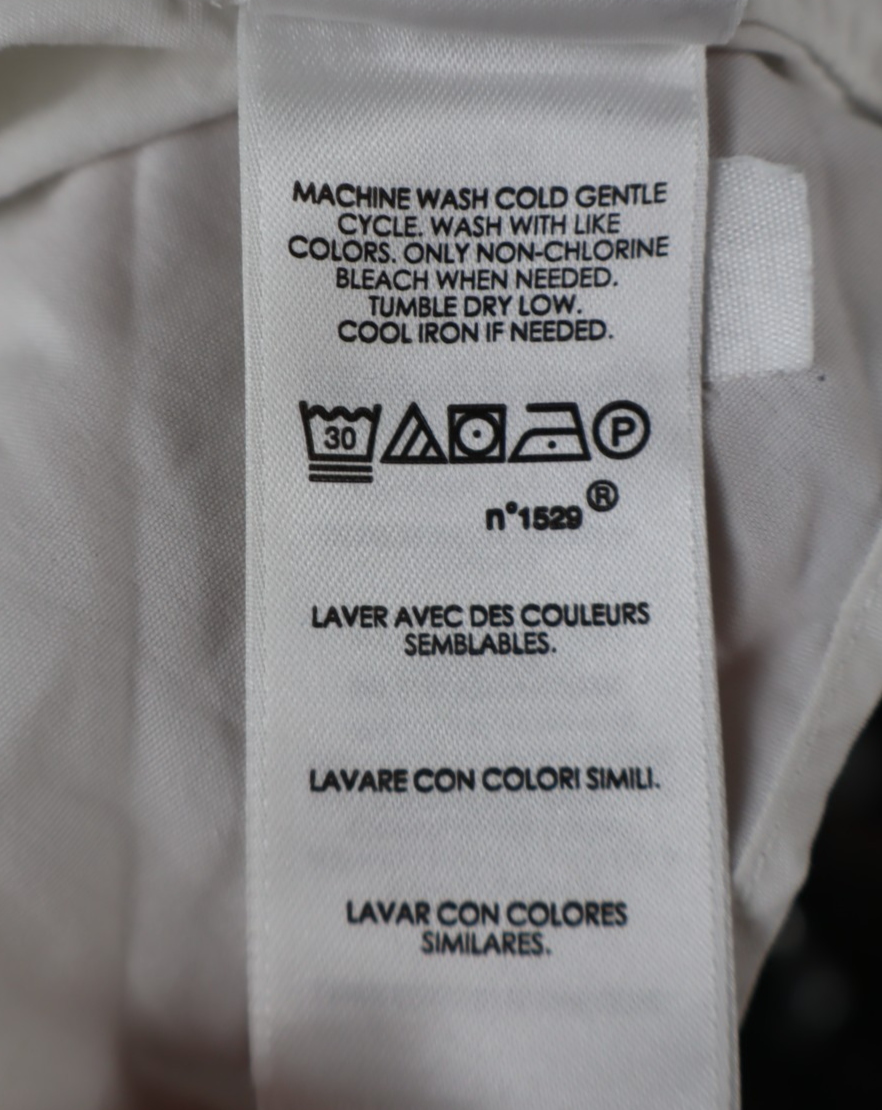 MACHINE WASH COLD GENTLE
CYCLE. WASH WITH LIKE
COLORS. ONLY NON-CHLORINE
BLEACH WHEN NEEDED.
TUMBLE DRY LOW.
COOL IRON IF NEEDED.
30 P
n°1529®
LAVER AVEC DES COULEURS
SEMBLABLES.
LAVARE CON COLORI SIMILI.
LAVAR CON COLORES
SIMILARES.